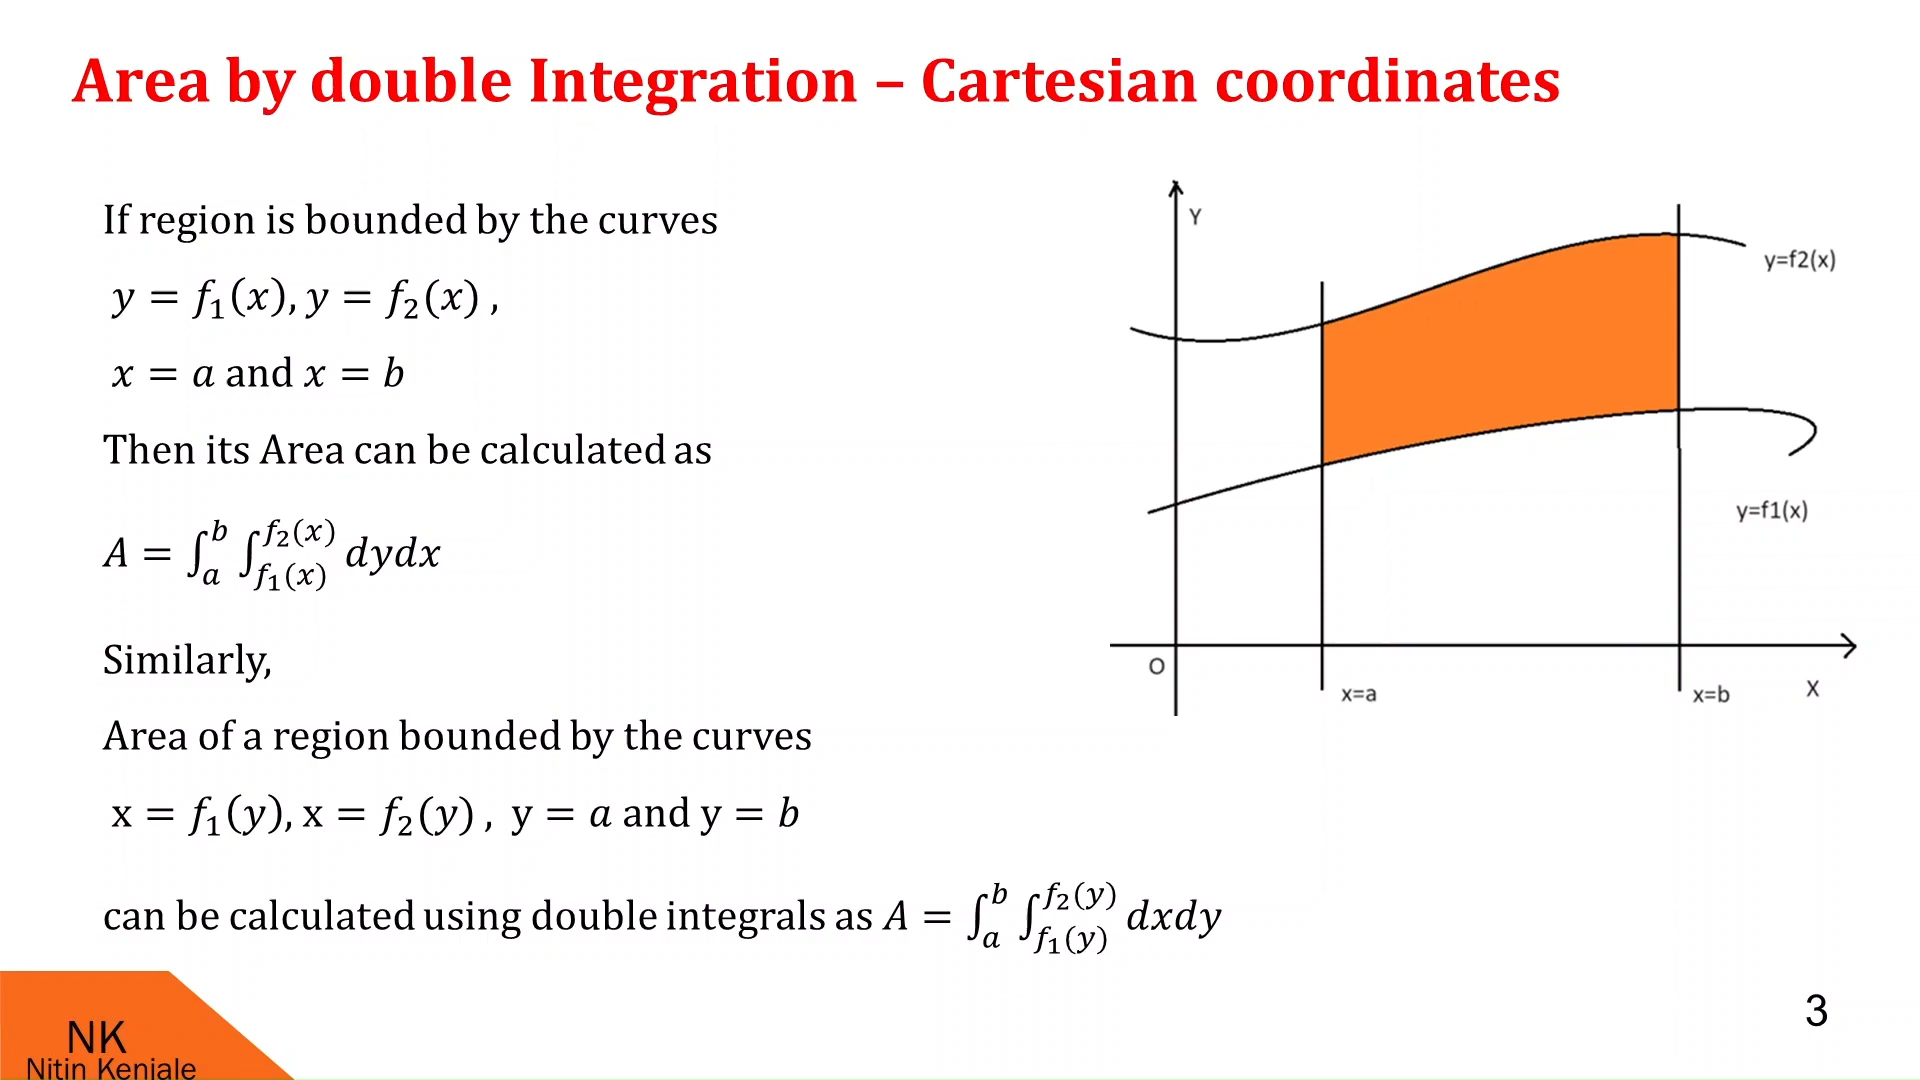 Area by double Integration – Cartesian coordinates
If region is bounded by the curves
y = f₁(x), y = f₂(x) ,
x = a and x = b
Then its Area can be calculated as
A = ∫ₐᵇ ∫_{f₁(x)}^{f₂(x)} dydx
Similarly,
Area of a region bounded by the curves
x = f₁(y), x = f₂(y) , y = a and y = b
can be calculated using double integrals as A = ∫ₐᵇ ∫_{f₁(y)}^{f₂(y)} dxdy
Y
y=f2(x)
y=f1(x)
O
x=a
x=b
X
NK
Nitin Keniale
3